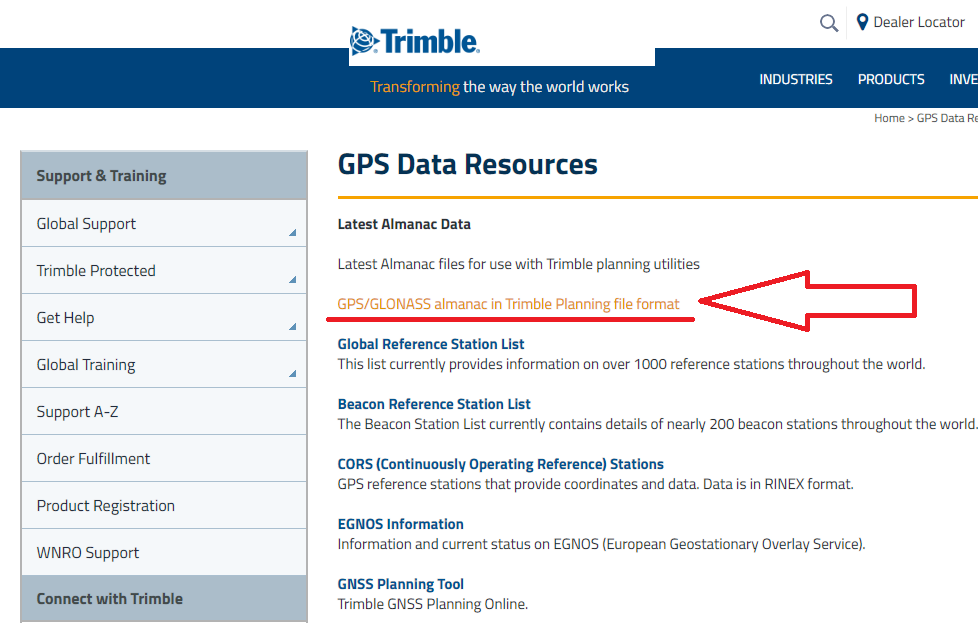 Dealer Locator
Trimble
Transforming the way the world works
INDUSTRIES PRODUCTS INVE
Home > GPS Data Re
Support & Training
Global Support
Trimble Protected
Get Help
Global Training
Support A-Z
Order Fulfillment
Product Registration
WNRO Support
Connect with Trimble
GPS Data Resources
Latest Almanac Data
Latest Almanac files for use with Trimble planning utilities
GPS/GLONASS almanac in Trimble Planning file format
Global Reference Station List
This list currently provides information on over 1000 reference stations throughout the world.
Beacon Reference Station List
The Beacon Station List currently contains details of nearly 200 beacon stations throughout the world.
CORS (Continuously Operating Reference) Stations
GPS reference stations that provide coordinates and data. Data is in RINEX format.
EGNOS Information
Information and current status on EGNOS (European Geostationary Overlay Service).
GNSS Planning Tool
Trimble GNSS Planning Online.